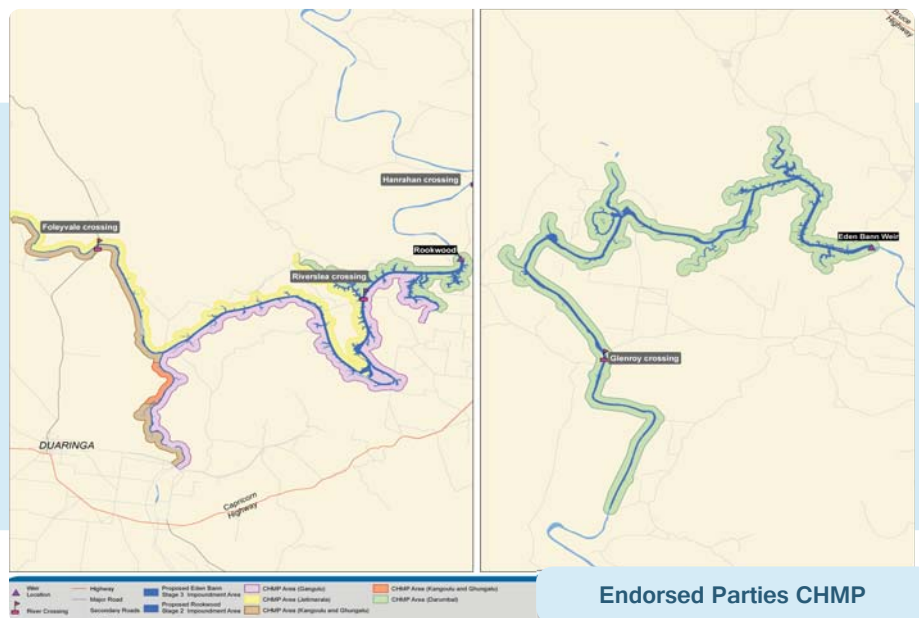 Bruce
Highway
Hanrahan crossing
Foleyvale crossing
Rookwood
Riverslea crossing
Eden Bann Weir
Glenroy crossing
DUARINGA
Capricorn
Highway
Weir
Location
River Crossing
Highway
Major Road
Secondary Roads
Proposed Eden Bann
Stage 3 Impoundment Area
Proposed Rookwood
Stage 2 Impoundment Area
CHMP Area (Gangulu)
CHMP Area (Jetimarala)
CHMP Area (Kangoulu and Ghungalu)
CHMP Area (Kangoulu and Ghungalu)
CHMP Area (Darumbal)
Endorsed Parties CHMP